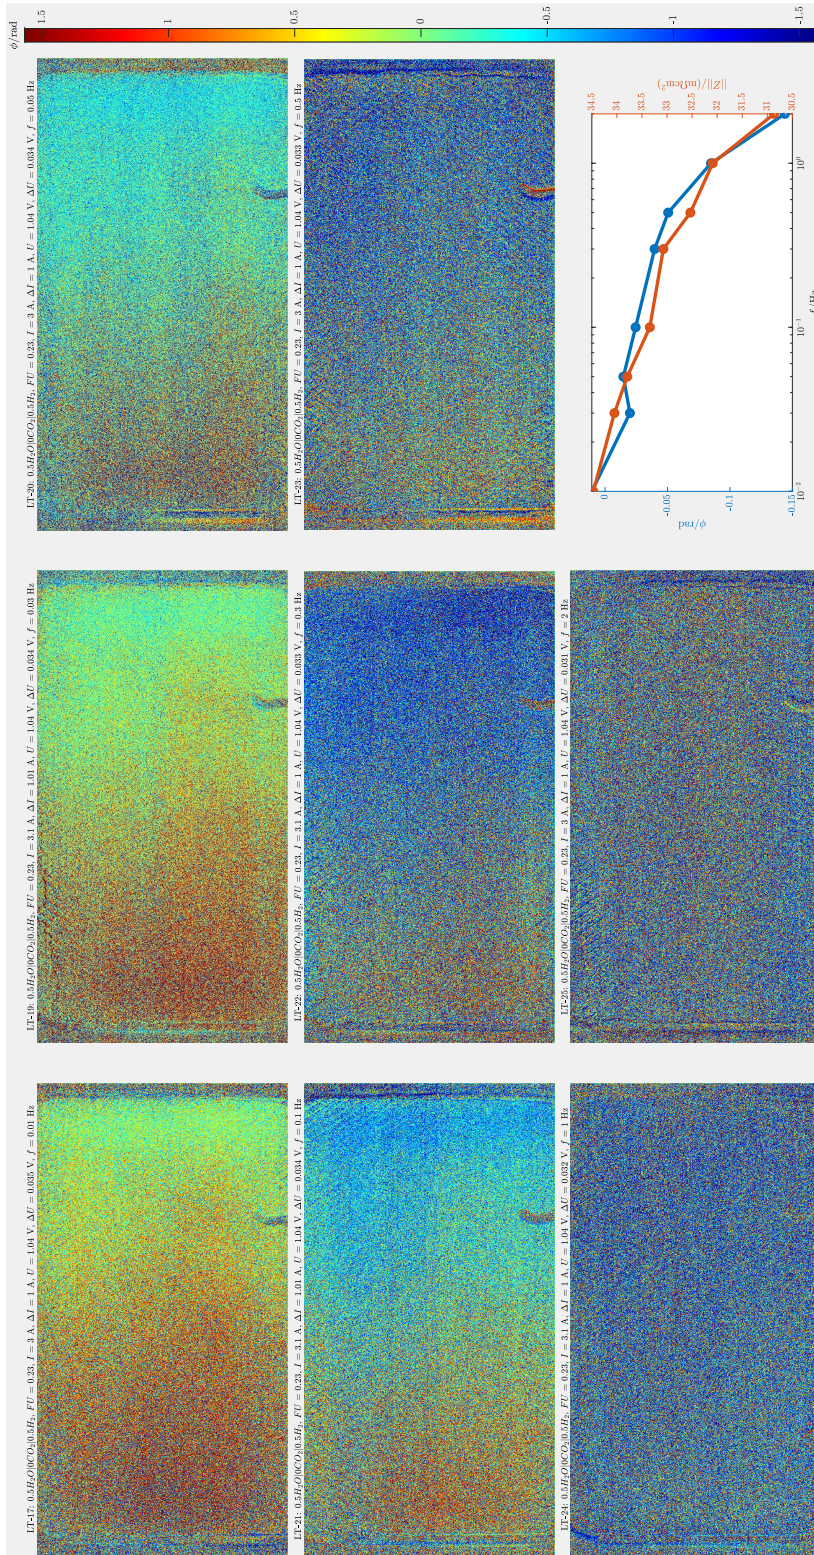 LT-17: 0.5H₂O|0CO₂|0.5H₂, FU = 0.23, I = 3 A, ΔI = 1 A, U = 1.04 V, ΔU = 0.035 V, f = 0.01 Hz
LT-19: 0.5H₂O|0CO₂|0.5H₂, FU = 0.23, I = 3.1 A, ΔI = 1.01 A, U = 1.04 V, ΔU = 0.034 V, f = 0.03 Hz
LT-20: 0.5H₂O|0CO₂|0.5H₂, FU = 0.23, I = 3 A, ΔI = 1 A, U = 1.04 V, ΔU = 0.034 V, f = 0.05 Hz
LT-21: 0.5H₂O|0CO₂|0.5H₂, FU = 0.23, I = 3.1 A, ΔI = 1.01 A, U = 1.04 V, ΔU = 0.034 V, f = 0.1 Hz
LT-22: 0.5H₂O|0CO₂|0.5H₂, FU = 0.23, I = 3.1 A, ΔI = 1 A, U = 1.04 V, ΔU = 0.033 V, f = 0.3 Hz
LT-23: 0.5H₂O|0CO₂|0.5H₂, FU = 0.23, I = 3 A, ΔI = 1 A, U = 1.04 V, ΔU = 0.033 V, f = 0.5 Hz
LT-24: 0.5H₂O|0CO₂|0.5H₂, FU = 0.23, I = 3.1 A, ΔI = 1 A, U = 1.04 V, ΔU = 0.032 V, f = 1 Hz
LT-25: 0.5H₂O|0CO₂|0.5H₂, FU = 0.23, I = 3 A, ΔI = 1 A, U = 1.04 V, ΔU = 0.031 V, f = 2 Hz
ϕ/rad
1.5
1
0.5
0
-0.5
-1
-1.5
ϕ/rad
0
-0.05
-0.1
-0.15
10⁻²
10⁻¹
10⁰
f/Hz
34.5
34
33.5
33
32.5
32
31.5
31
30.5
||Z||/(mΩcm²)